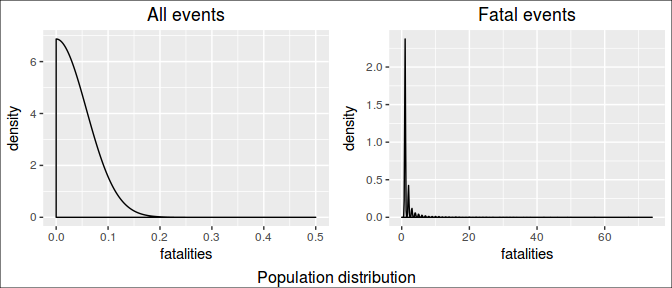 All events
density
6
4
2
0
0.0 0.1 0.2 0.3 0.4 0.5
fatalities
Fatal events
density
2.0
1.5
1.0
0.5
0.0
0 20 40 60
fatalities
Population distribution